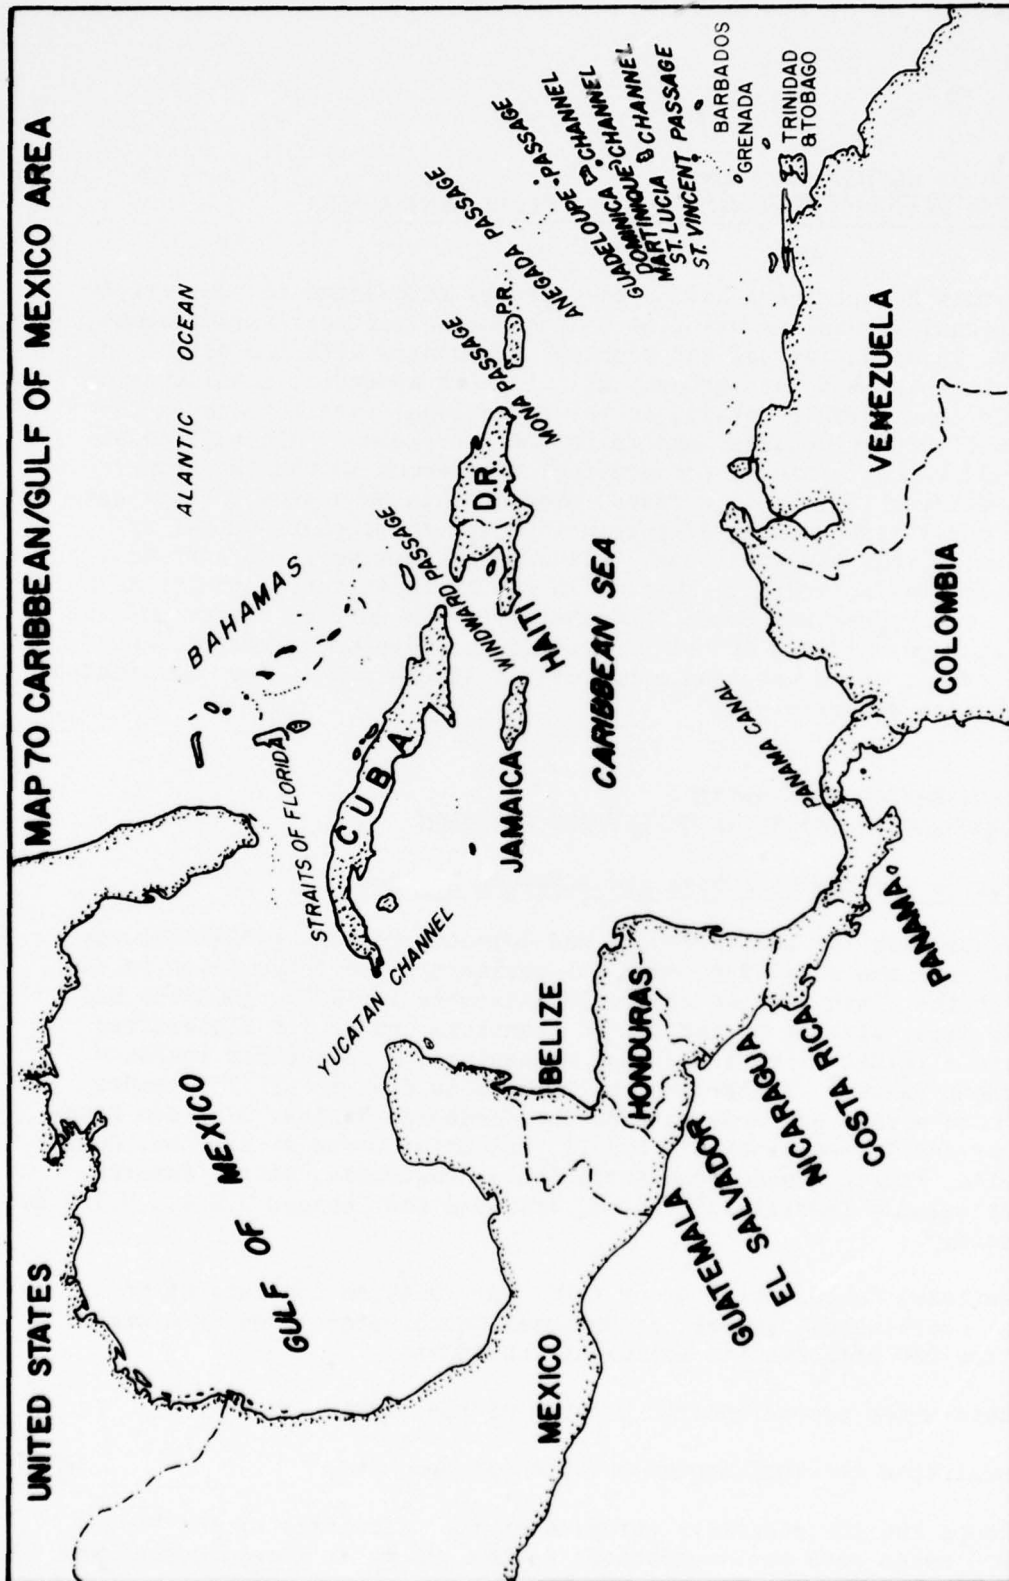 MAP 70 CARIBBEAN/GULF OF MEXICO AREA
UNITED STATES
ALANTIC OCEAN
BAHAMAS
GULF OF MEXICO
STRAITS OF FLORIDA
CUBA
YUCATAN CHANNEL
WINDWARD PASSAGE
MONA PASSAGE
ANEGADA PASSAGE
GUADELOUPE PASSAGE
DOMINICA CHANNEL
MARTINIQUE CHANNEL
ST. LUCIA CHANNEL
ST. VINCENT PASSAGE
D.R.
P.R.
HAITI
JAMAICA
CARIBBEAN SEA
BARBADOS
GRENADA
TRINIDAD
& TOBAGO
MEXICO
BELIZE
HONDURAS
GUATEMALA
EL SALVADOR
NICARAGUA
COSTA RICA
PANAMA
PANAMA CANAL
COLOMBIA
VENEZUELA